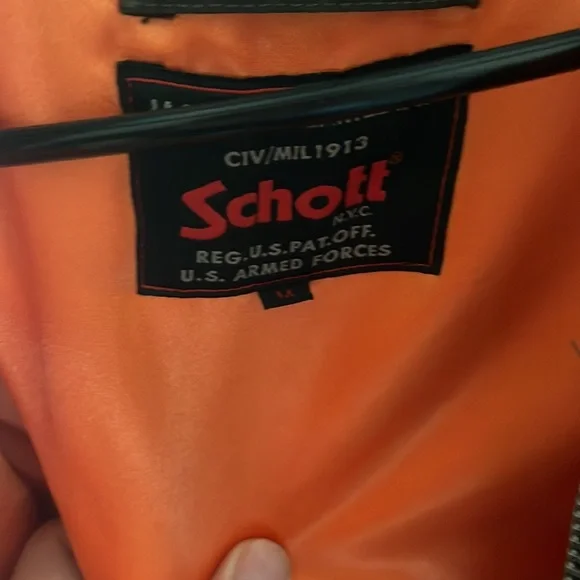 CIV/MIL1913
Schott®
N.Y.C.
REG.U.S.PAT.OFF.
U.S. ARMED FORCES
M